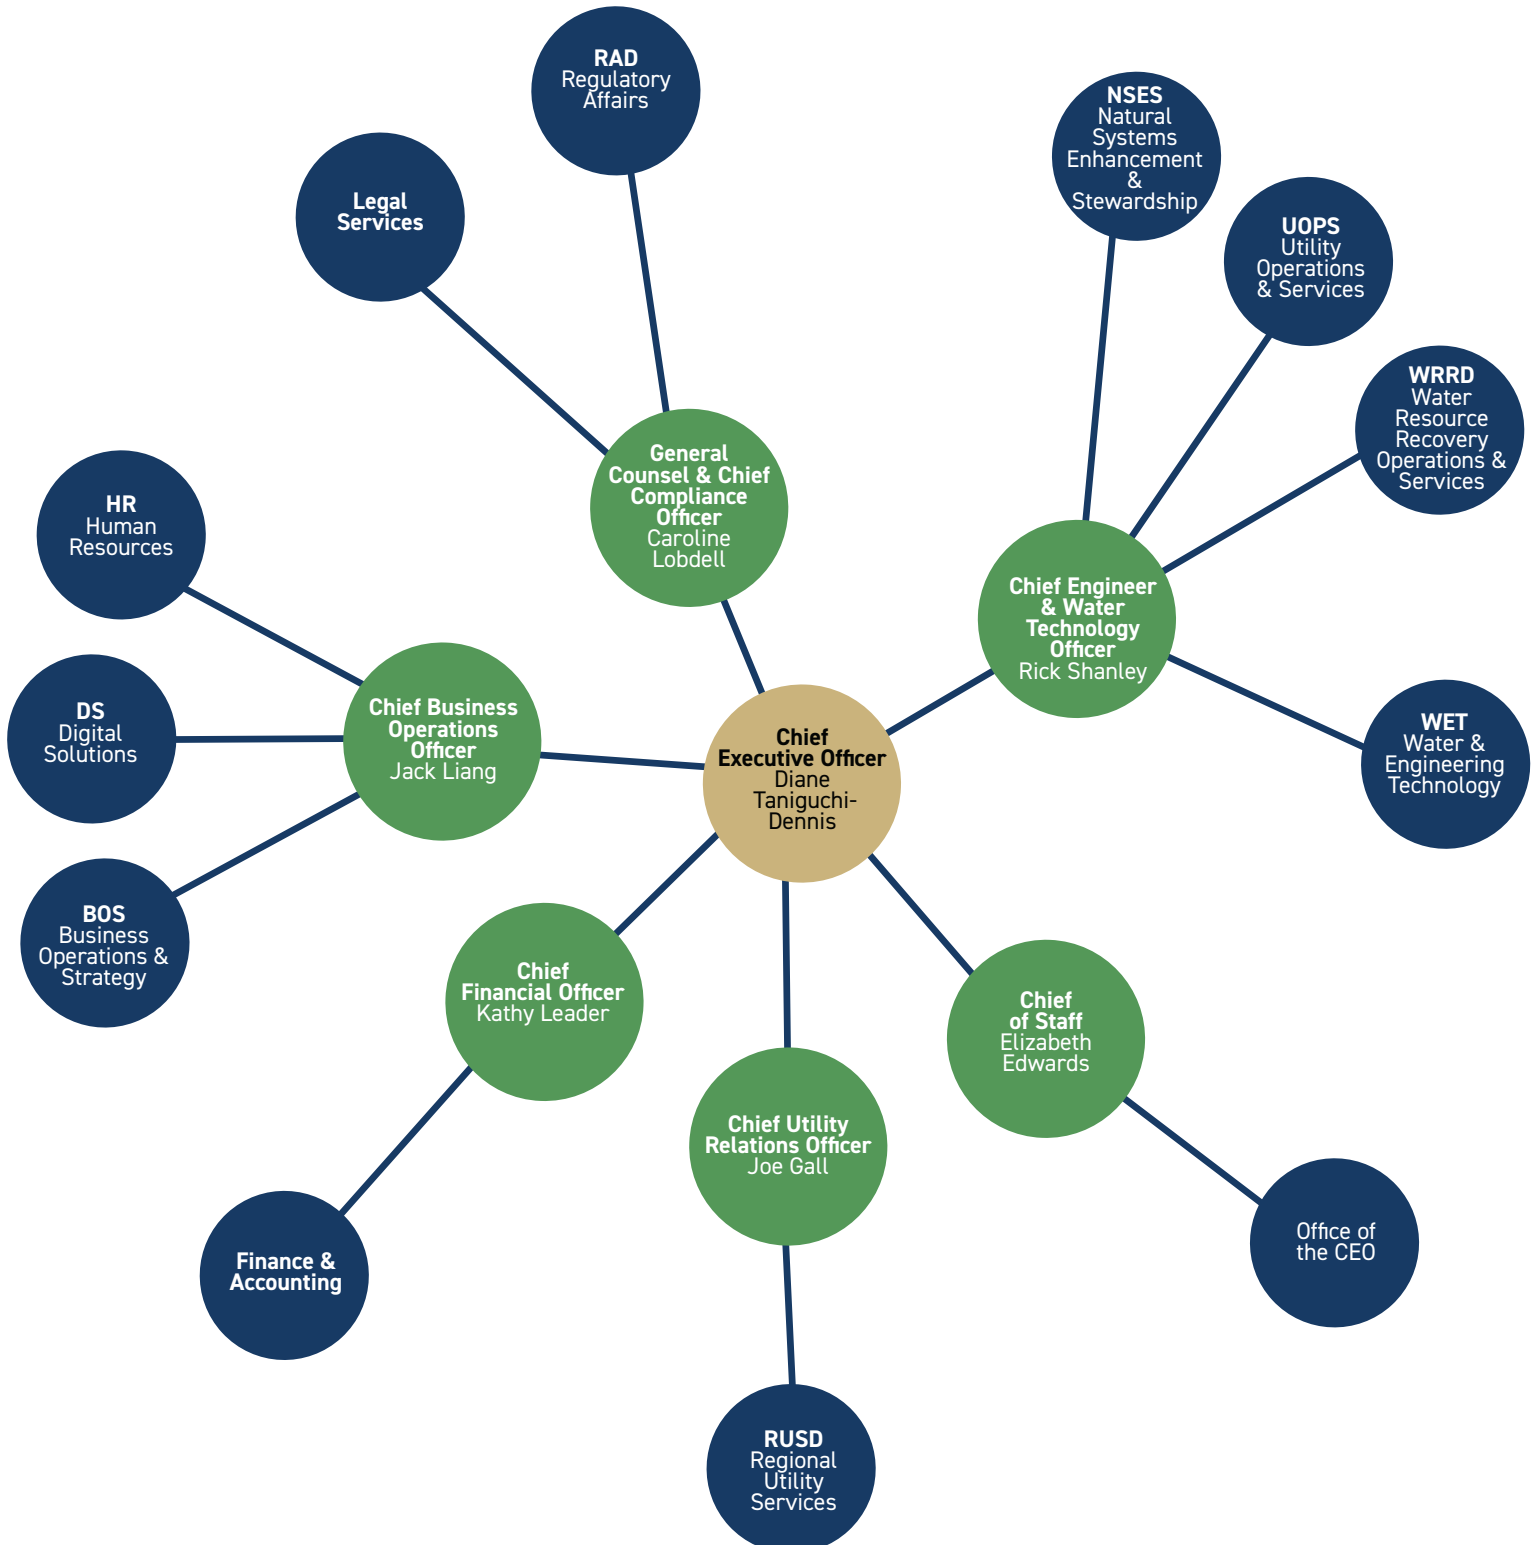 RAD
Regulatory
Affairs
NSES
Natural
Systems
Enhancement
&
Stewardship
Legal
Services
UOPS
Utility
Operations
& Services
WRRD
Water
Resource
Recovery
Operations &
Services
General
Counsel & Chief
Compliance
Officer
Caroline
Lobdell
HR
Human
Resources
Chief Engineer
& Water
Technology
Officer
Rick Shanley
DS
Digital
Solutions
Chief Business
Operations
Officer
Jack Liang
Chief
Executive Officer
Diane
Taniguchi-
Dennis
WET
Water &
Engineering
Technology
BOS
Business
Operations &
Strategy
Chief
Financial Officer
Kathy Leader
Chief
of Staff
Elizabeth
Edwards
Chief Utility
Relations Officer
Joe Gall
Finance &
Accounting
Office of
the CEO
RUSD
Regional
Utility
Services